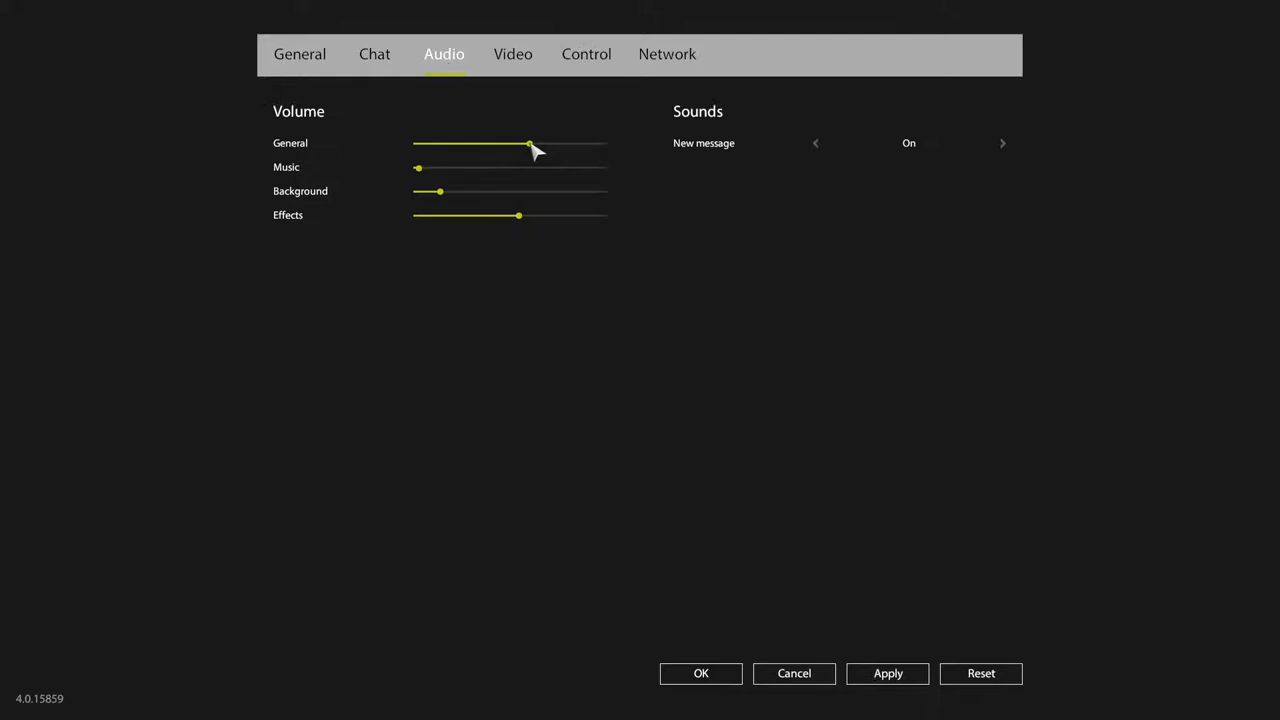 General Chat Audio Video Control Network
Volume
General
Music
Background
Effects
Sounds
New message On
OK Cancel Apply Reset
4.0.15859